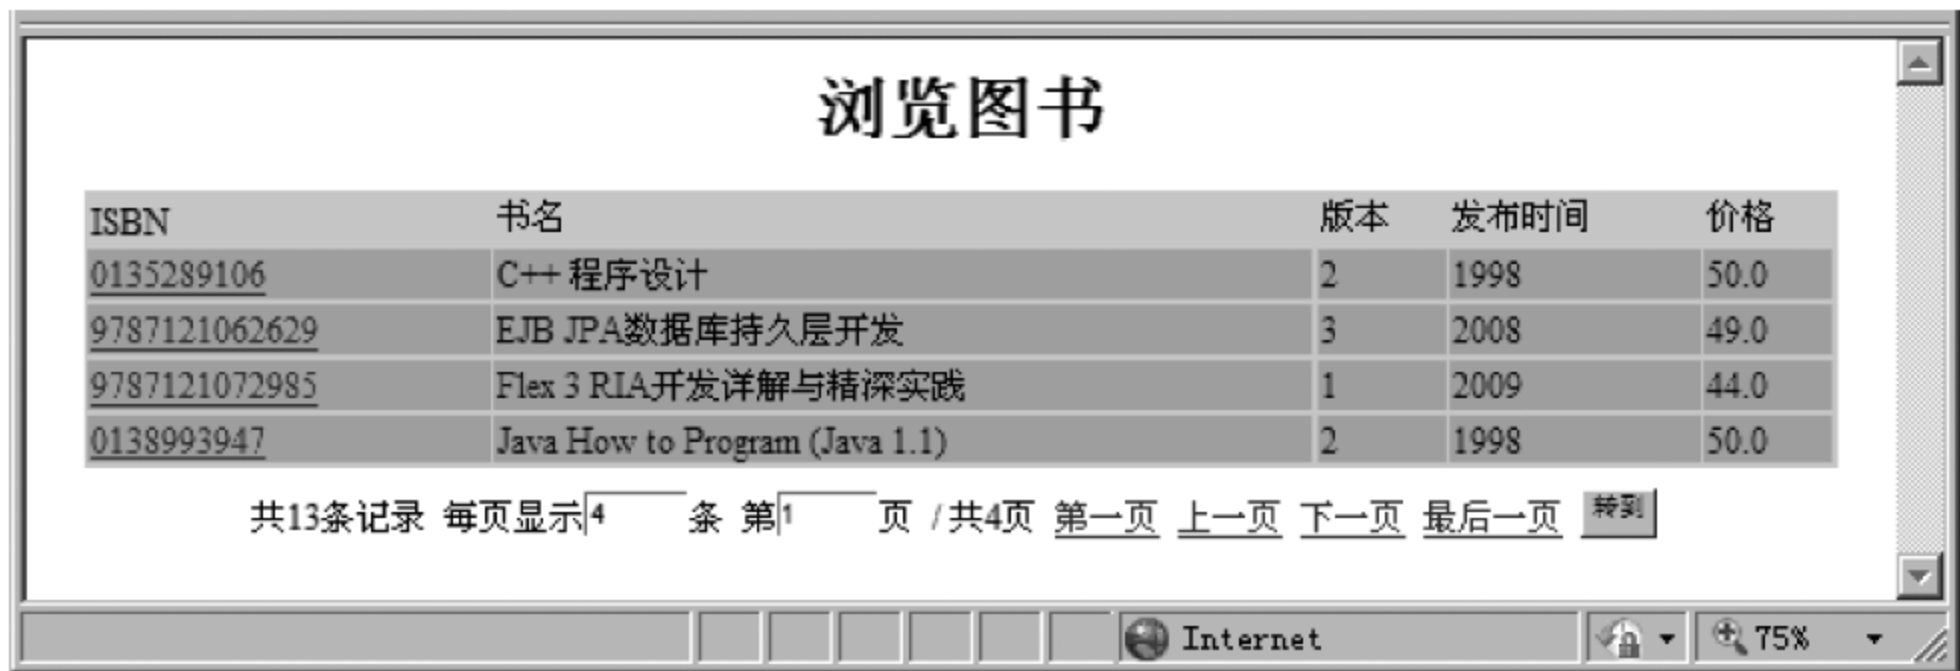 浏览图书
ISBN 书名 版本 发布时间 价格
0135289106 C++ 程序设计 2 1998 50.0
9787121062629 EJB JPA数据库持久层开发 3 2008 49.0
9787121072985 Flex 3 RIA开发详解与精深实践 1 2009 44.0
0138993947 Java How to Program (Java 1.1) 2 1998 50.0
共13条记录 每页显示4 条 第1 页 /共4页 第一页 上一页 下一页 最后一页 转到
Internet 75%